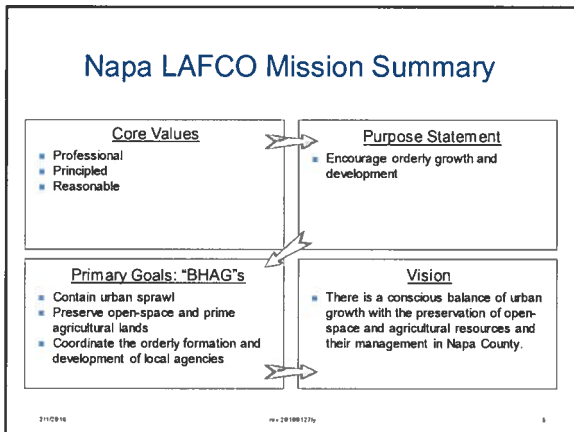 Napa LAFCO Mission Summary
Core Values
Professional
Principled
Reasonable
Purpose Statement
Encourage orderly growth and
development
Primary Goals: "BHAG"s
Contain urban sprawl
Preserve open-space and prime
agricultural lands
Coordinate the orderly formation and
development of local agencies
Vision
There is a conscious balance of urban
growth with the preservation of open-
space and agricultural resources and
their management in Napa County.